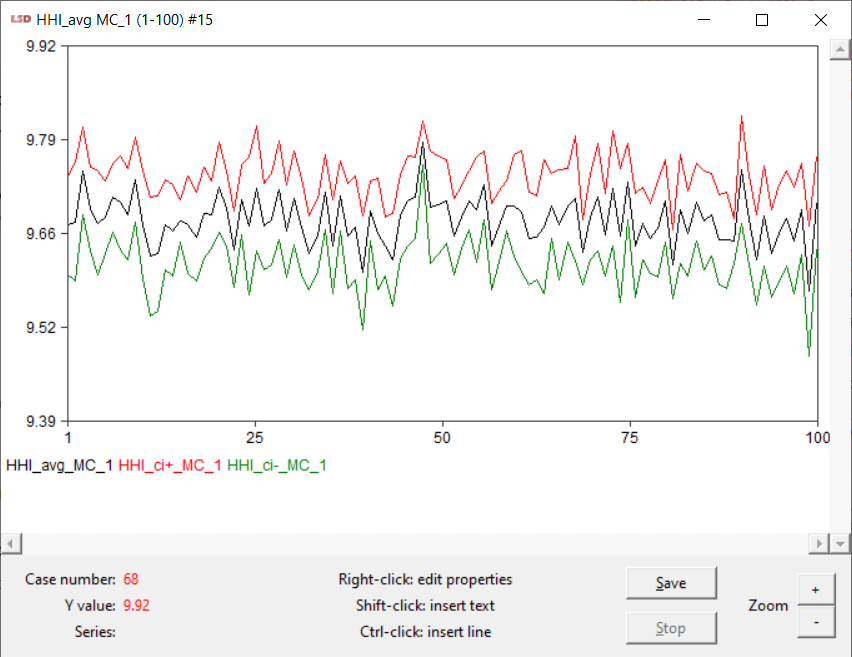 LSD HHI_avg MC_1 (1-100) #15
9.92
9.79
9.66
9.52
9.39
1 25 50 75 100
HHI_avg_MC_1 HHI_ci+_MC_1 HHI_ci-_MC_1
Case number: 68 Right-click: edit properties Save
Y value: 9.92 Shift-click: insert text Zoom +
Series: Ctrl-click: insert line Stop -